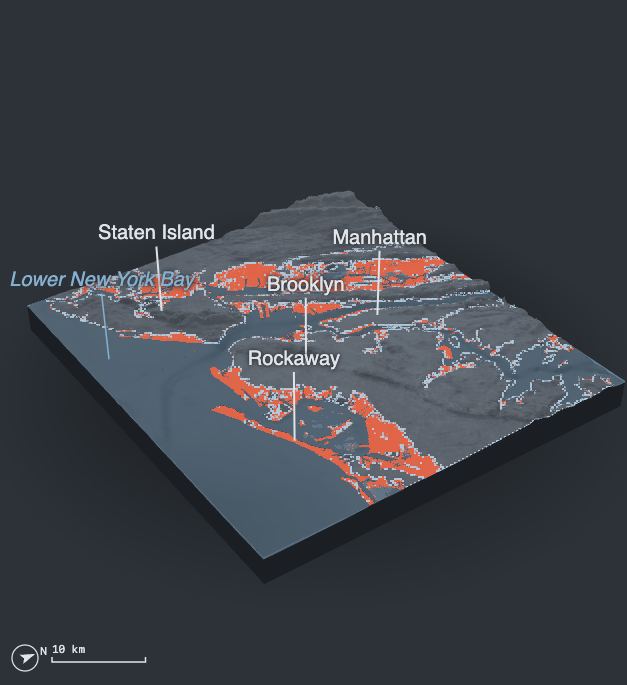 Staten Island
Manhattan
Lower New York Bay
Brooklyn
Rockaway
N
10 km